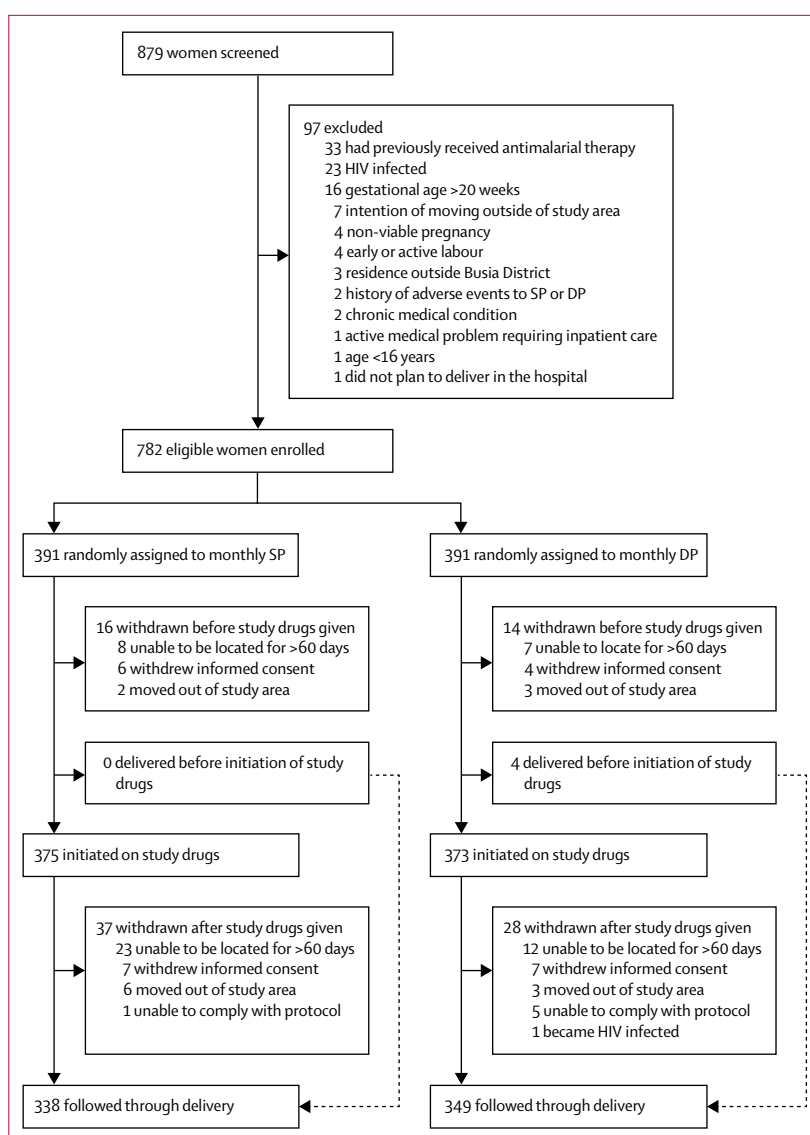 879 women screened
97 excluded
33 had previously received antimalarial therapy
23 HIV infected
16 gestational age >20 weeks
7 intention of moving outside of study area
4 non-viable pregnancy
4 early or active labour
3 residence outside Busia District
2 history of adverse events to SP or DP
2 chronic medical condition
1 active medical problem requiring inpatient care
1 age <16 years
1 did not plan to deliver in the hospital
782 eligible women enrolled
391 randomly assigned to monthly SP
391 randomly assigned to monthly DP
16 withdrawn before study drugs given
8 unable to be located for >60 days
6 withdrew informed consent
2 moved out of study area
14 withdrawn before study drugs given
7 unable to locate for >60 days
4 withdrew informed consent
3 moved out of study area
0 delivered before initiation of study
drugs
4 delivered before initiation of study
drugs
375 initiated on study drugs
373 initiated on study drugs
37 withdrawn after study drugs given
23 unable to be located for >60 days
7 withdrew informed consent
6 moved out of study area
1 unable to comply with protocol
28 withdrawn after study drugs given
12 unable to be located for >60 days
7 withdrew informed consent
3 moved out of study area
5 unable to comply with protocol
1 became HIV infected
338 followed through delivery
349 followed through delivery